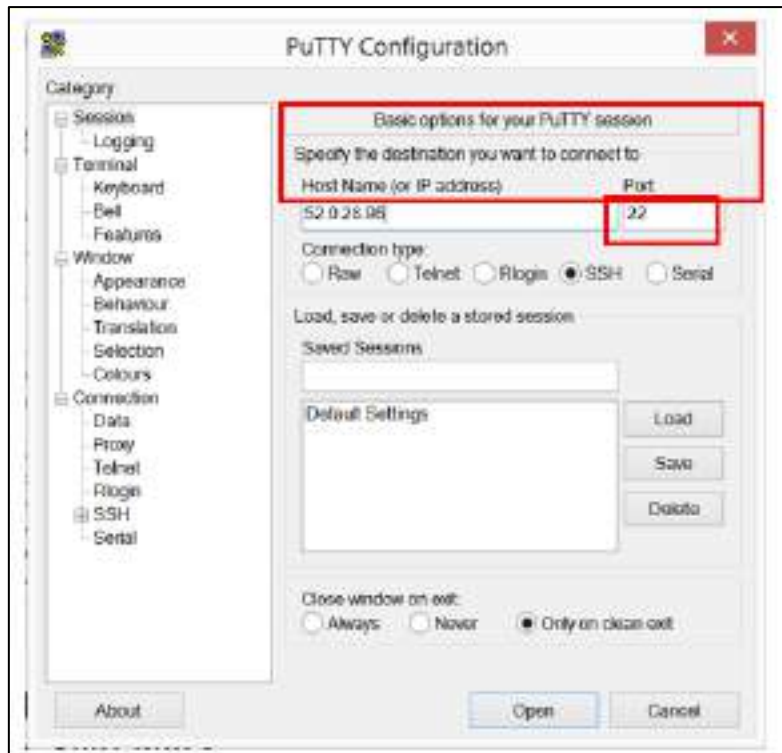 PuTTY Configuration
Category
Session
Logging
Terminal
Keyboard
Bell
Features
Window
Appearance
Behaviour
Translation
Selection
Colours
Connection
Data
Proxy
Telnet
Rlogin
SSH
Serial
Basic options for your PuTTY session
Specify the destination you want to connect to
Host Name (or IP address) Port
52.0.28.96 22
Connection type:
Raw Telnet Rlogin SSH Serial
Load, save or delete a stored session
Saved Sessions
Default Settings
Load
Save
Delete
Close window on exit:
Always Never Only on clean exit
About Open Cancel